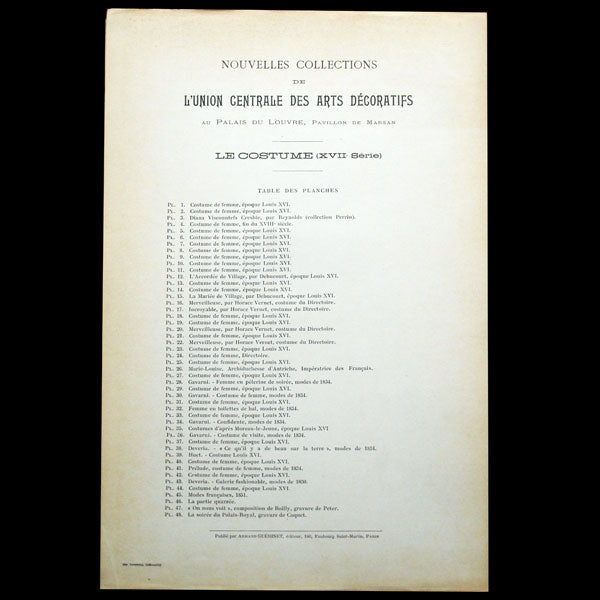 NOUVELLES COLLECTIONS
DE
L'UNION CENTRALE DES ARTS DÉCORATIFS
AU PALAIS DU LOUVRE, PAVILLON DE MARSAN
LE COSTUME (XVIIe Série)
TABLE DES PLANCHES
PL. 1. Costume de femme, époque Louis XVI.
PL. 2. Costume de femme, époque Louis XVI.
PL. 3. Diana Viscountefs Crosbie, par Reynolds (collection Perrin).
PL. 4. Costume de femme, fin du XVIIIe siècle.
PL. 5. Costume de femme, époque Louis XVI.
PL. 6. Costume de femme, époque Louis XVI.
PL. 7. Costume de femme, époque Louis XVI.
PL. 8. Costume de femme, époque Louis XVI.
PL. 9. Costume de femme, époque Louis XVI.
PL. 10. Costume de femme, époque Louis XVI.
PL. 11. Costume de femme, époque Louis XVI.
PL. 12. L'Accordée de Village, par Debucourt, époque Louis XVI.
PL. 13. Costume de femme, époque Louis XVI.
PL. 14. Costume de femme, époque Louis XVI.
PL. 15. La Mariée de Village, par Debucourt, époque Louis XVI.
PL. 16. Merveilleuse, par Horace Vernet, costume du Directoire.
PL. 17. Incroyable, par Horace Vernet, costume du Directoire.
PL. 18. Costume de femme, époque Louis XVI.
PL. 19. Costume de femme, époque Louis XVI.
PL. 20. Merveilleuse, par Horace Vernet, costume du Directoire.
PL. 21. Costume de femme, époque Louis XVI.
PL. 22. Merveilleuse, par Horace Vernet, costume du Directoire.
PL. 23. Costume de femme, époque Louis XVI.
PL. 24. Costume de femme, Directoire.
PL. 25. Costume de femme, époque Louis XVI.
PL. 26. Marie-Louise, Archiduchesse d'Autriche, Impératrice des Français.
PL. 27. Costume de femme, époque Louis XVI.
PL. 28. Gavarni. - Femme en pèlerine de soirée, modes de 1834.
PL. 29. Costume de femme, époque Louis XVI.
PL. 30. Gavarni. - Costume de femme, modes de 1834.
PL. 31. Costume de femme, époque Louis XVI.
PL. 32. Femme en toilettes de bal, modes de 1834.
PL. 33. Costume de femme, époque Louis XVI.
PL. 34. Gavarni. - Confidente, modes de 1834.
PL. 35. Costumes d'après Moreau-le-Jeune, époque Louis XVI
PL. 36. Gavarni. - Costume de visite, modes de 1834.
PL. 37. Costume de femme, époque Louis XVI.
PL. 38. Deveria. - « Ce qu'il y a de beau sur la terre », modes de 1831.
PL. 39. Huet. - Costume Louis XVI.
PL. 40. Costume de femme, époque Louis XVI.
PL. 41. Prélude, costume de femme, modes de 1824.
PL. 42. Costume de femme, époque Louis XVI.
PL. 43. Deveria. - Galerie fashionable, modes de 1830.
PL. 44. Costume de femme, époque Louis XVI.
PL. 45. Modes françaises, 1851.
PL. 46. La partie quarrée.
PL. 47. « On nous voit », composition de Boilly, gravure de Peter.
PL. 48. La soirée du Palais-Royal, gravure de Coquet.
Publié par ARMAND GUÉRINET, éditeur, 140, Faubourg Saint-Martin, PARIS